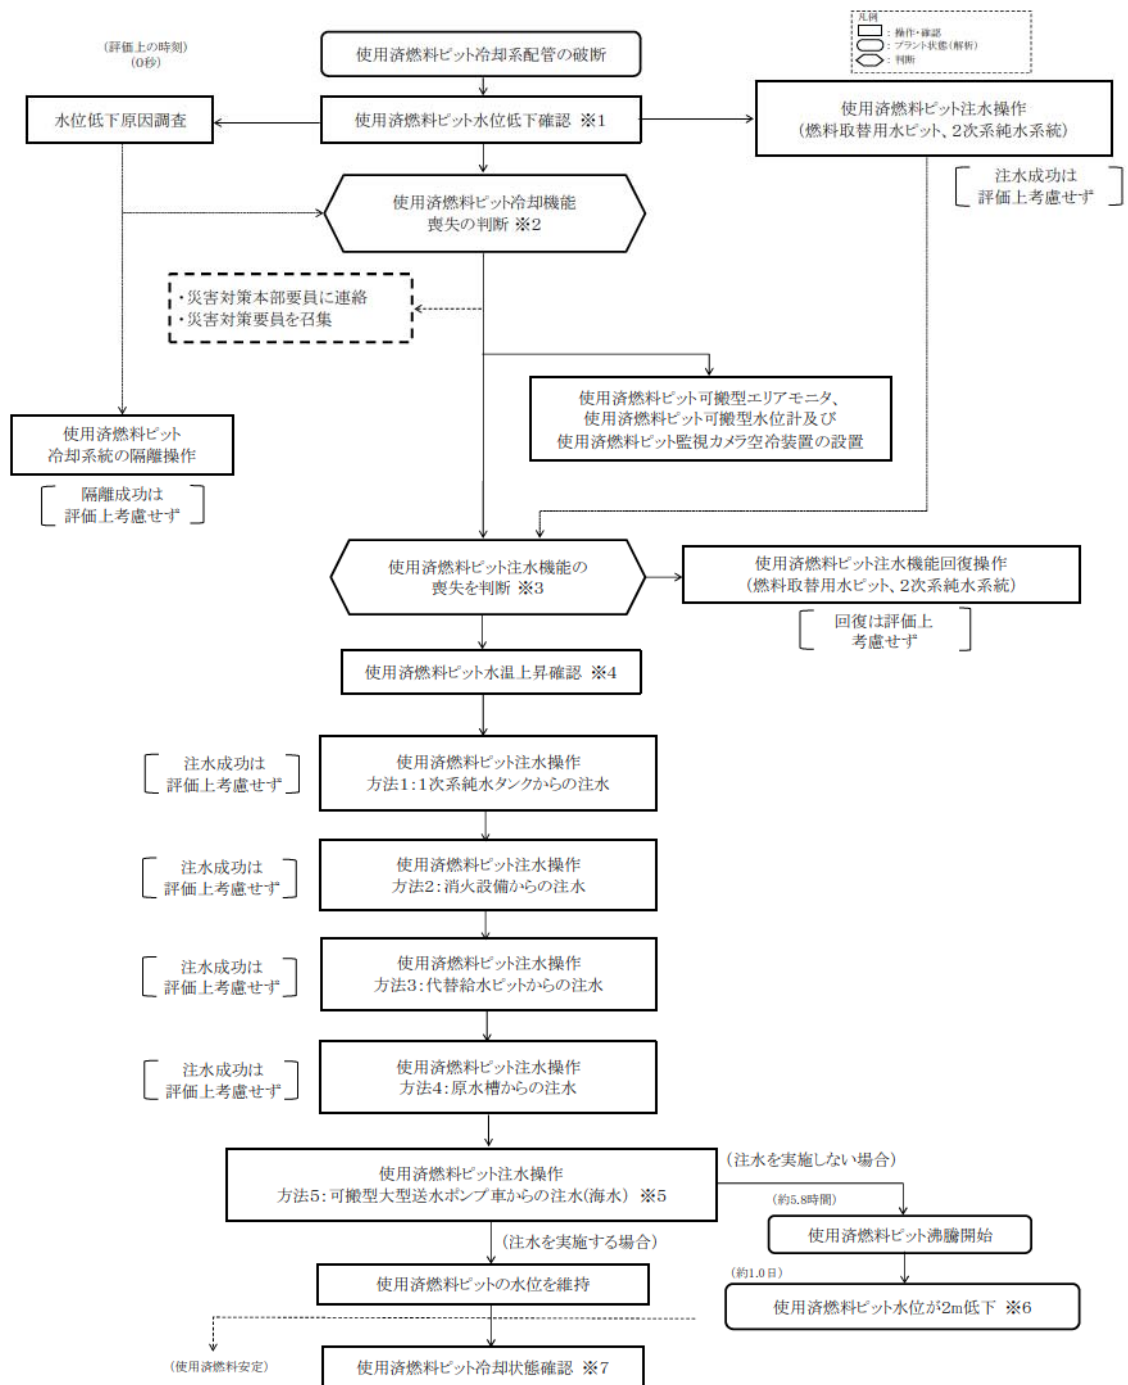 凡例
：操作・確認
：プラント状態（解析）
：判断
（評価上の時刻）
（0秒）
使用済燃料ピット冷却系配管の破断
水位低下原因調査
使用済燃料ピット水位低下確認 ※1
使用済燃料ピット注水操作
（燃料取替用水ピット、2次系純水系統）
注水成功は
評価上考慮せず
使用済燃料ピット冷却機能
喪失の判断 ※2
・災害対策本部要員に連絡
・災害対策要員を召集
使用済燃料ピット可搬型エリアモニタ、
使用済燃料ピット可搬型水位計及び
使用済燃料ピット監視カメラ空冷装置の設置
使用済燃料ピット
冷却系統の隔離操作
隔離成功は
評価上考慮せず
使用済燃料ピット注水機能の
喪失を判断 ※3
使用済燃料ピット注水機能回復操作
（燃料取替用水ピット、2次系純水系統）
回復は評価上
考慮せず
使用済燃料ピット水温上昇確認 ※4
注水成功は
評価上考慮せず
使用済燃料ピット注水操作
方法1：1次系純水タンクからの注水
注水成功は
評価上考慮せず
使用済燃料ピット注水操作
方法2：消火設備からの注水
注水成功は
評価上考慮せず
使用済燃料ピット注水操作
方法3：代替給水ピットからの注水
注水成功は
評価上考慮せず
使用済燃料ピット注水操作
方法4：原水槽からの注水
使用済燃料ピット注水操作
方法5：可搬型大型送水ポンプ車からの注水（海水） ※5
（注水を実施しない場合）
（約5.8時間）
使用済燃料ピット沸騰開始
（注水を実施する場合）
（約1.0日）
使用済燃料ピットの水位を維持
使用済燃料ピット水位が2m低下 ※6
（使用済燃料安定）
使用済燃料ピット冷却状態確認 ※7